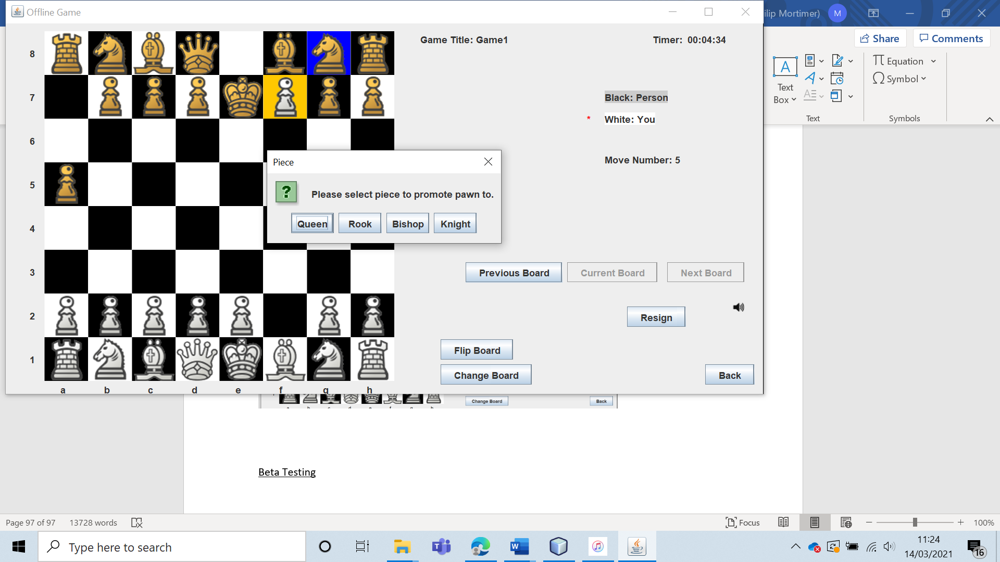 Offline Game
ilip Mortimer)
M
Share
Comments
Game Title: Game1
Timer: 00:04:34
8
7
6
5
4
3
2
1
a b c d e f g h
Black: Person
* White: You
Move Number: 5
Piece
?
Please select piece to promote pawn to.
Queen Rook Bishop Knight
Previous Board Current Board Next Board
Resign
Flip Board
Change Board
Back
A
Text
Box
Text
π Equation
Ω Symbol
Symbols
Change Board
Back
Beta Testing
Page 97 of 97
13728 words
Focus
100%
Type here to search
T
W
11:24
14/03/2021
16